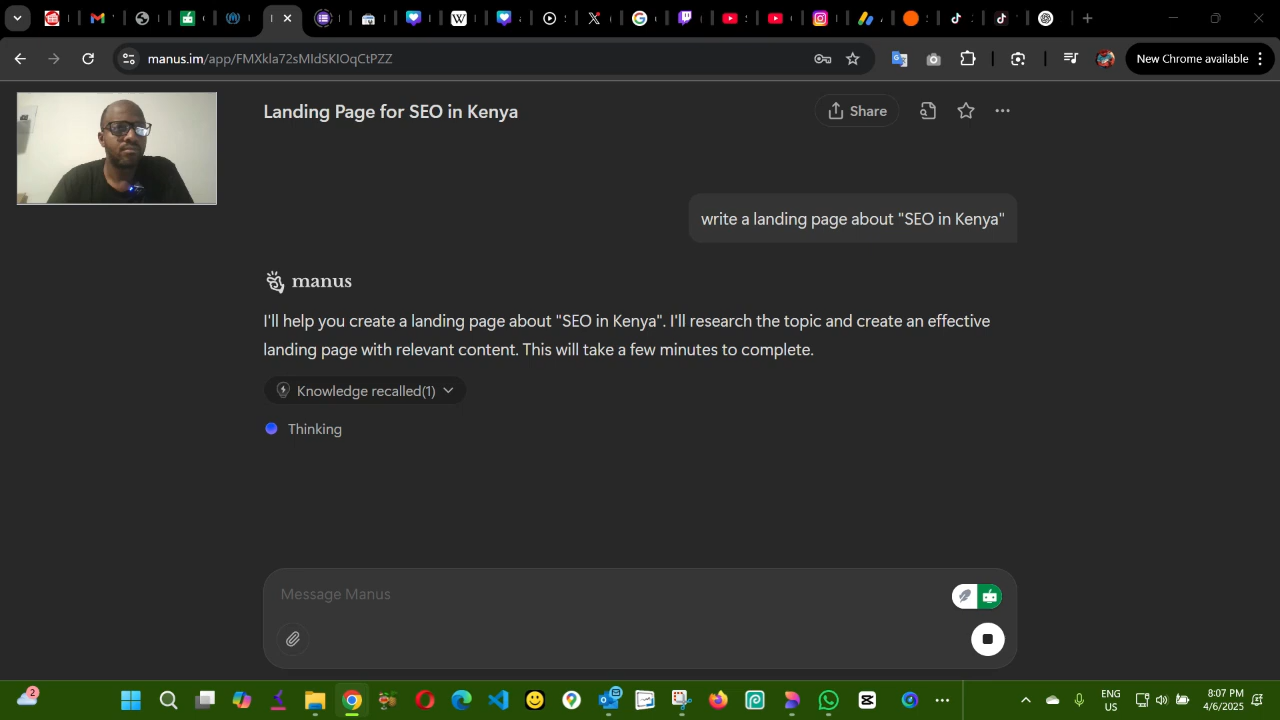 manus.im/app/FMXkla72sMIdSKIOqCtPZZ
New Chrome available
Landing Page for SEO in Kenya
Share
write a landing page about "SEO in Kenya"
manus
I'll help you create a landing page about "SEO in Kenya". I'll research the topic and create an effective
landing page with relevant content. This will take a few minutes to complete.
Knowledge recalled(1)
Thinking
Message Manus
2
ENG
US
8:07 PM
4/6/2025